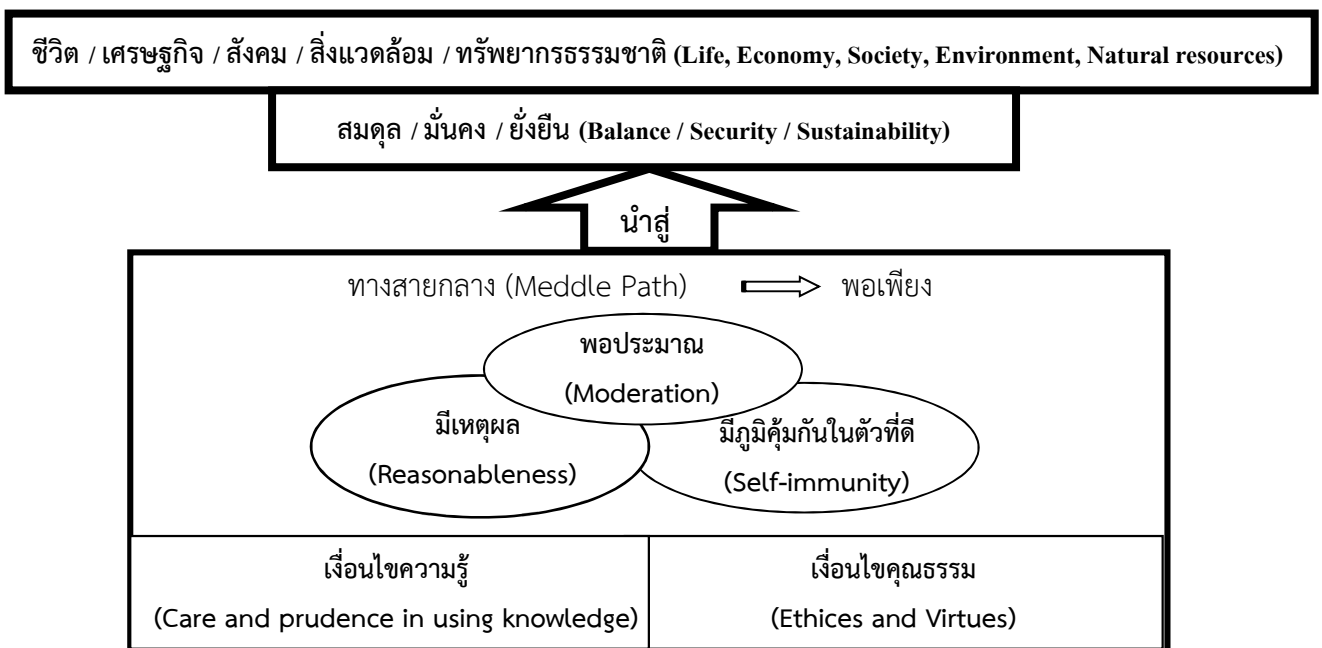 ชีวิต / เศรษฐกิจ / สังคม / สิ่งแวดล้อม / ทรัพยากรธรรมชาติ (Life, Economy, Society, Environment, Natural resources)
สมดุล / มั่นคง / ยั่งยืน (Balance / Security / Sustainability)
นำสู่
ทางสายกลาง (Meddle Path) พอเพียง
พอประมาณ
(Moderation)
มีเหตุผล
(Reasonableness)
มีภูมิคุ้มกันในตัวที่ดี
(Self-immunity)
เงื่อนไขความรู้
(Care and prudence in using knowledge)
เงื่อนไขคุณธรรม
(Ethices and Virtues)